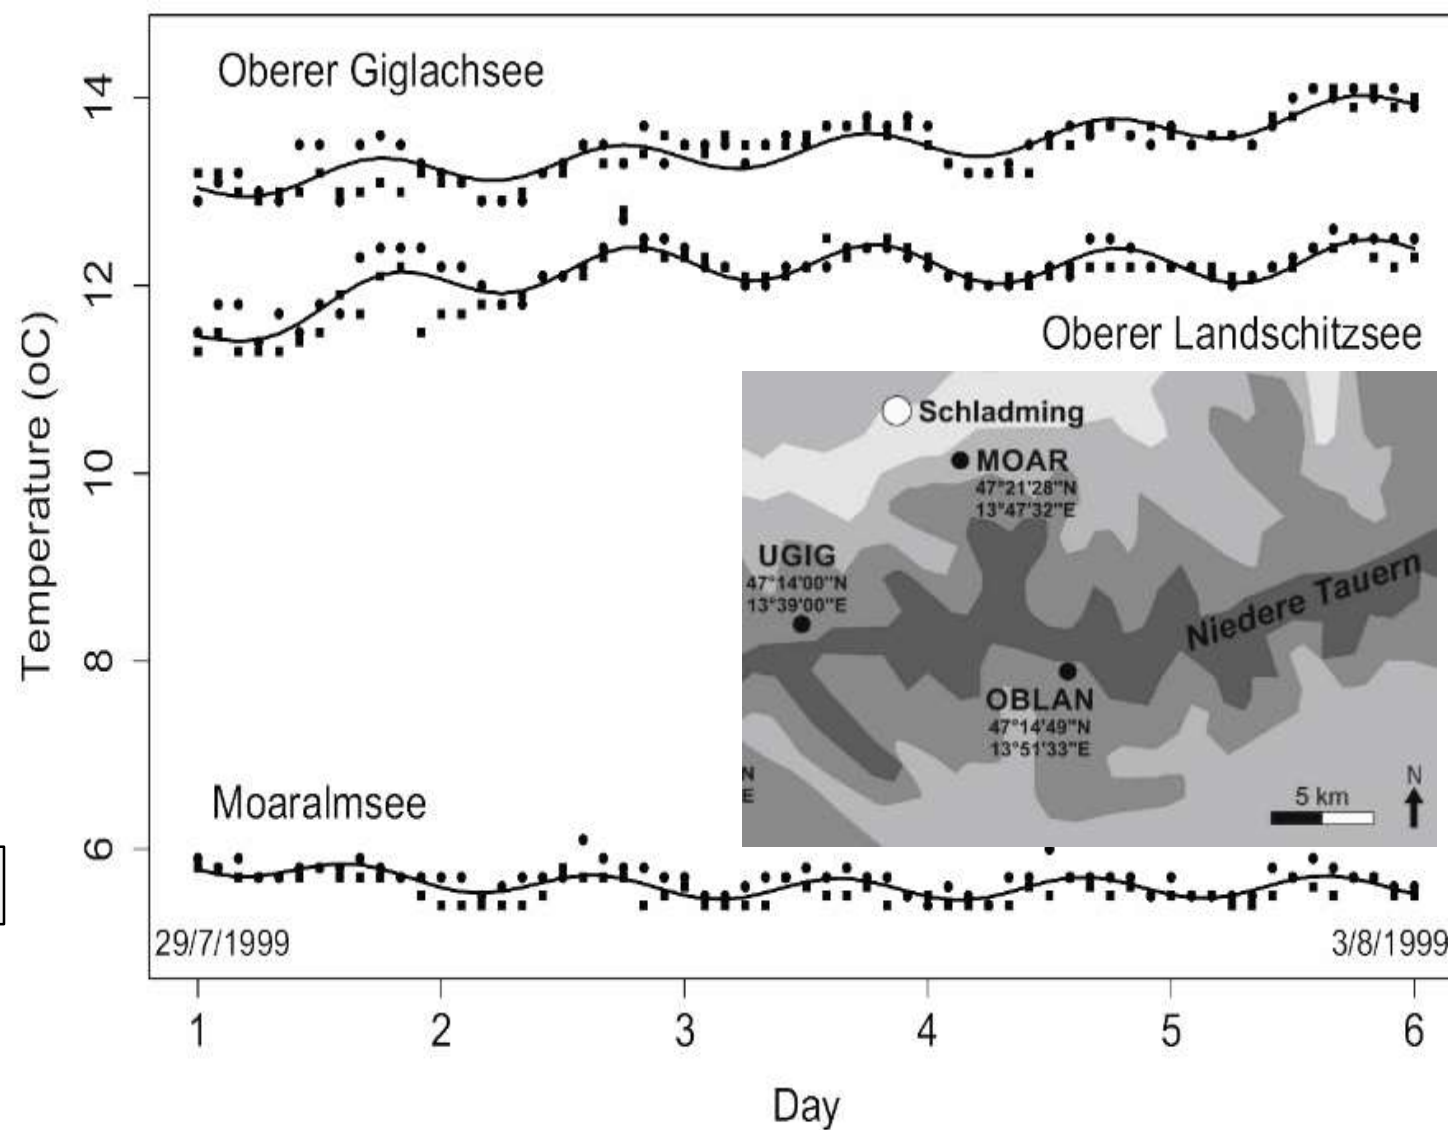 Oberer Giglachsee
14
12
10
8
6
Temperature (oC)
Oberer Landschitzsee
Schladming
MOAR
47°21'28"N
13°47'32"E
UGIG
47°14'00"N
13°39'00"E
Niedere Tauern
OBLAN
47°14'49"N
13°51'33"E
N
E
5 km
N
Moaralmsee
29/7/1999
3/8/1999
1 2 3 4 5 6
Day